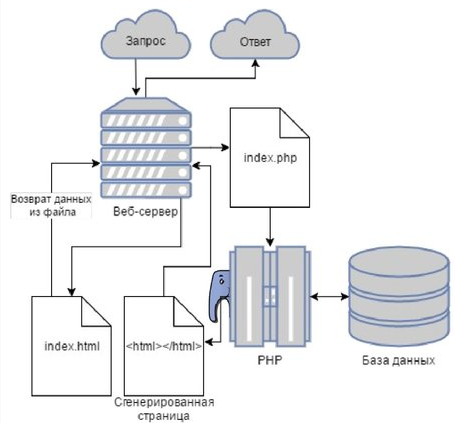 Запрос
Ответ
index.php
Возврат данных
из файла
Веб-сервер
index.html
<html></html>
PHP
База данных
Сгенерированная
страница